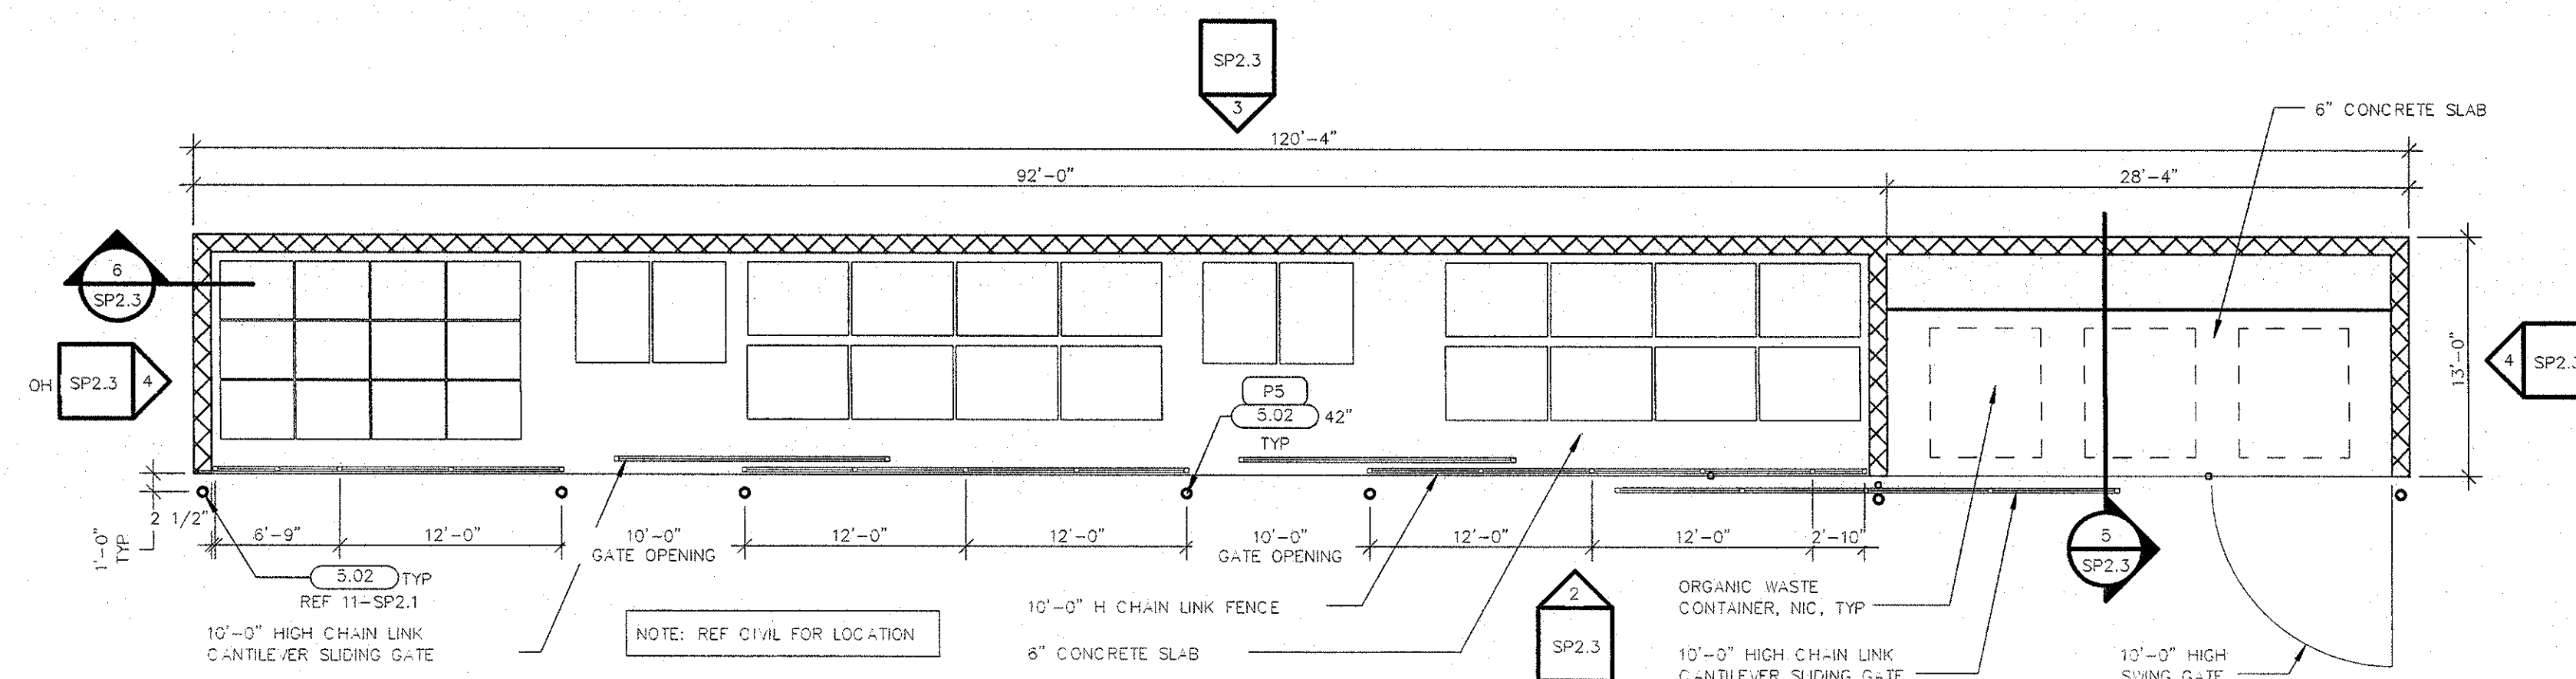 SP2.3
3
6" CONCRETE SLAB
120'-4"
92'-0"
28'-4"
6
SP2.3
OH
SP2.3
4
4
SP2.3
13'-0"
P5
5.02
42"
TYP
1'-0"
TYP
2 1/2"
6'-9"
12'-0"
10'-0"
GATE OPENING
12'-0"
12'-0"
10'-0"
GATE OPENING
12'-0"
12'-0"
2'-10"
5
SP2.3
5.02
TYP
REF 11-SP2.1
10'-0" HIGH CHAIN LINK
CANTILEVER SLIDING GATE
NOTE: REF CIVIL FOR LOCATION
10'-0" H CHAIN LINK FENCE
6" CONCRETE SLAB
2
SP2.3
ORGANIC WASTE
CONTAINER, NIC, TYP
10'-0" HIGH CHAIN LINK
CANTILEVER SLIDING GATE
10'-0" HIGH
SWING GATE